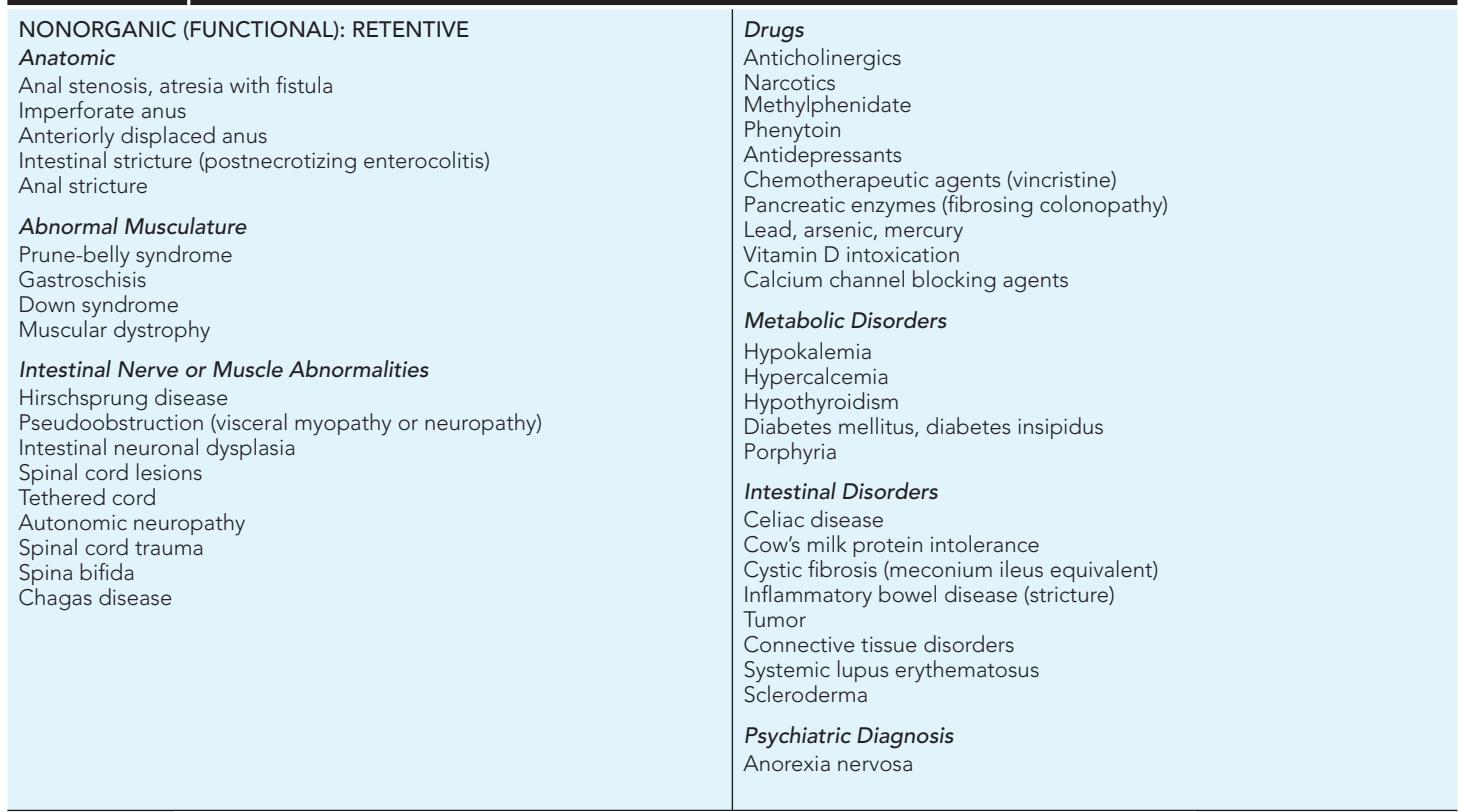 NONORGANIC (FUNCTIONAL): RETENTIVE
Anatomic
Anal stenosis, atresia with fistula
Imperforate anus
Anteriorly displaced anus
Intestinal stricture (postnecrotizing enterocolitis)
Anal stricture
Abnormal Musculature
Prune-belly syndrome
Gastroschisis
Down syndrome
Muscular dystrophy
Intestinal Nerve or Muscle Abnormalities
Hirschsprung disease
Pseudoobstruction (visceral myopathy or neuropathy)
Intestinal neuronal dysplasia
Spinal cord lesions
Tethered cord
Autonomic neuropathy
Spinal cord trauma
Spina bifida
Chagas disease
Drugs
Anticholinergics
Narcotics
Methylphenidate
Phenytoin
Antidepressants
Chemotherapeutic agents (vincristine)
Pancreatic enzymes (fibrosing colonopathy)
Lead, arsenic, mercury
Vitamin D intoxication
Calcium channel blocking agents
Metabolic Disorders
Hypokalemia
Hypercalcemia
Hypothyroidism
Diabetes mellitus, diabetes insipidus
Porphyria
Intestinal Disorders
Celiac disease
Cow's milk protein intolerance
Cystic fibrosis (meconium ileus equivalent)
Inflammatory bowel disease (stricture)
Tumor
Connective tissue disorders
Systemic lupus erythematosus
Scleroderma
Psychiatric Diagnosis
Anorexia nervosa